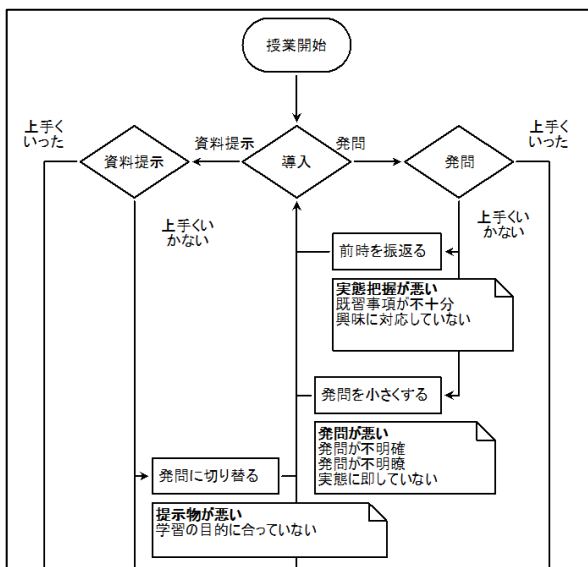 授業開始
上手く
いった
資料提示
資料提示
導入
発問
発問
上手く
いった
上手くい
かない
上手くい
かない
前時を振返る
実態把握が悪い
既習事項が不十分
興味に対応していない
発問を小さくする
発問が悪い
発問が不明確
発問が不明瞭
実態に即していない
発問に切り替る
提示物が悪い
学習の目的に合っていない